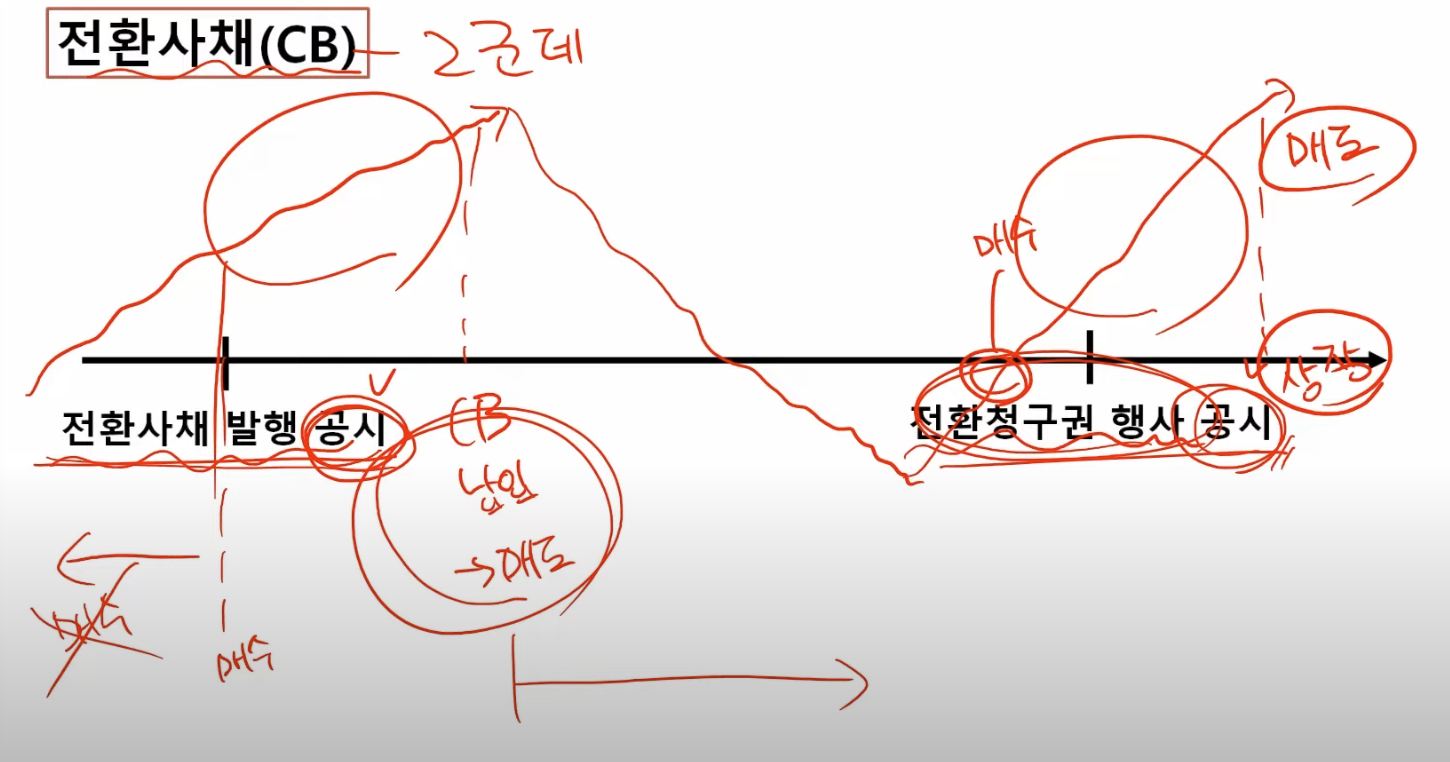 전환사채(CB) 2군데
매도
매수
상장
전환사채 발행 공시
전환청구권 행사 공시
CB
납입
→매도
매수
매수